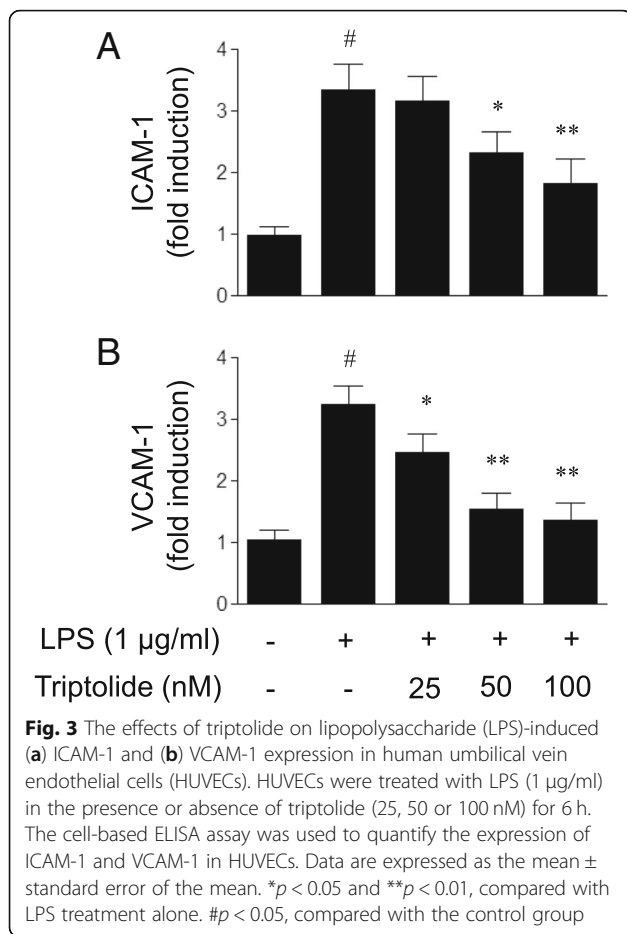 A
ICAM-1
(fold induction)
4
3
2
1
0
#
*
**
B
VCAM-1
(fold induction)
4
3
2
1
0
#
*
**
**
LPS (1 µg/ml) - + + + +
Triptolide (nM) - - 25 50 100
Fig. 3 The effects of triptolide on lipopolysaccharide (LPS)-induced
(a) ICAM-1 and (b) VCAM-1 expression in human umbilical vein
endothelial cells (HUVECs). HUVECs were treated with LPS (1 μg/ml)
in the presence or absence of triptolide (25, 50 or 100 nM) for 6 h.
The cell-based ELISA assay was used to quantify the expression of
ICAM-1 and VCAM-1 in HUVECs. Data are expressed as the mean ±
standard error of the mean. *p < 0.05 and **p < 0.01, compared with
LPS treatment alone. #p < 0.05, compared with the control group